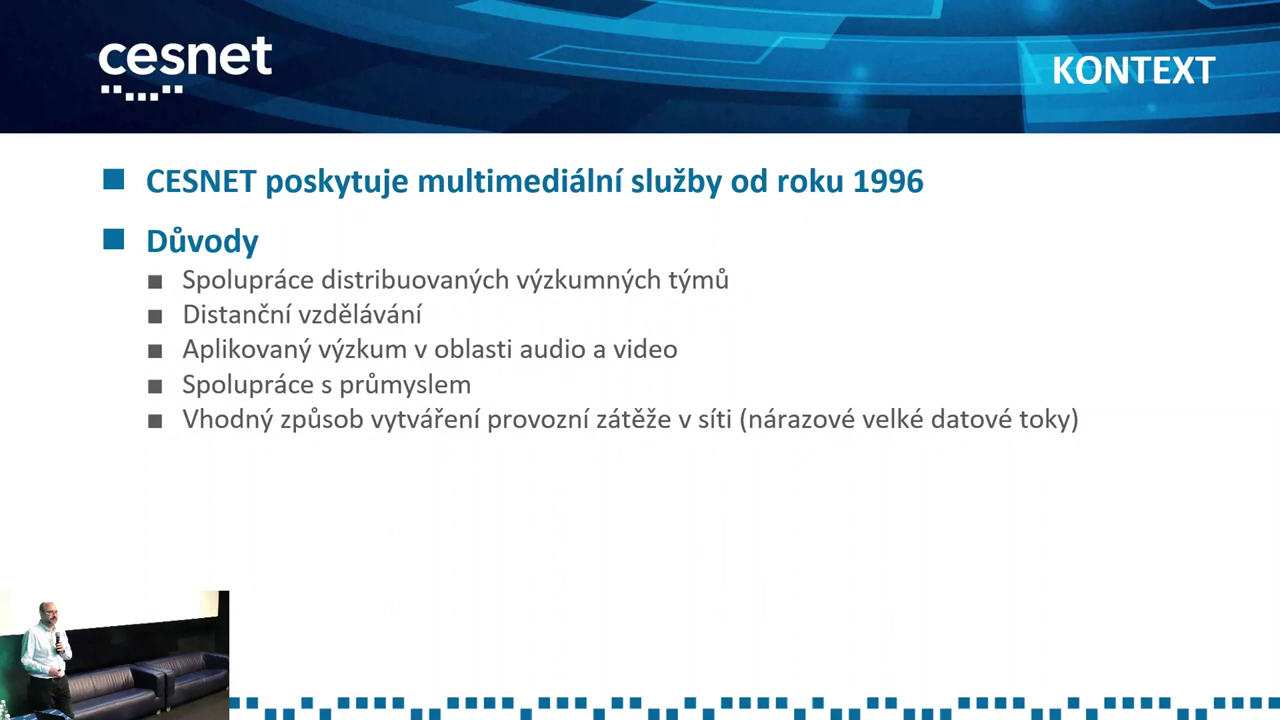 cesnet
KONTEXT
CESNET poskytuje multimediální služby od roku 1996
Důvody
Spolupráce distribuovaných výzkumných týmů
Distanční vzdělávání
Aplikovaný výzkum v oblasti audio a video
Spolupráce s průmyslem
Vhodný způsob vytváření provozní zátěže v síti (nárazové velké datové toky)